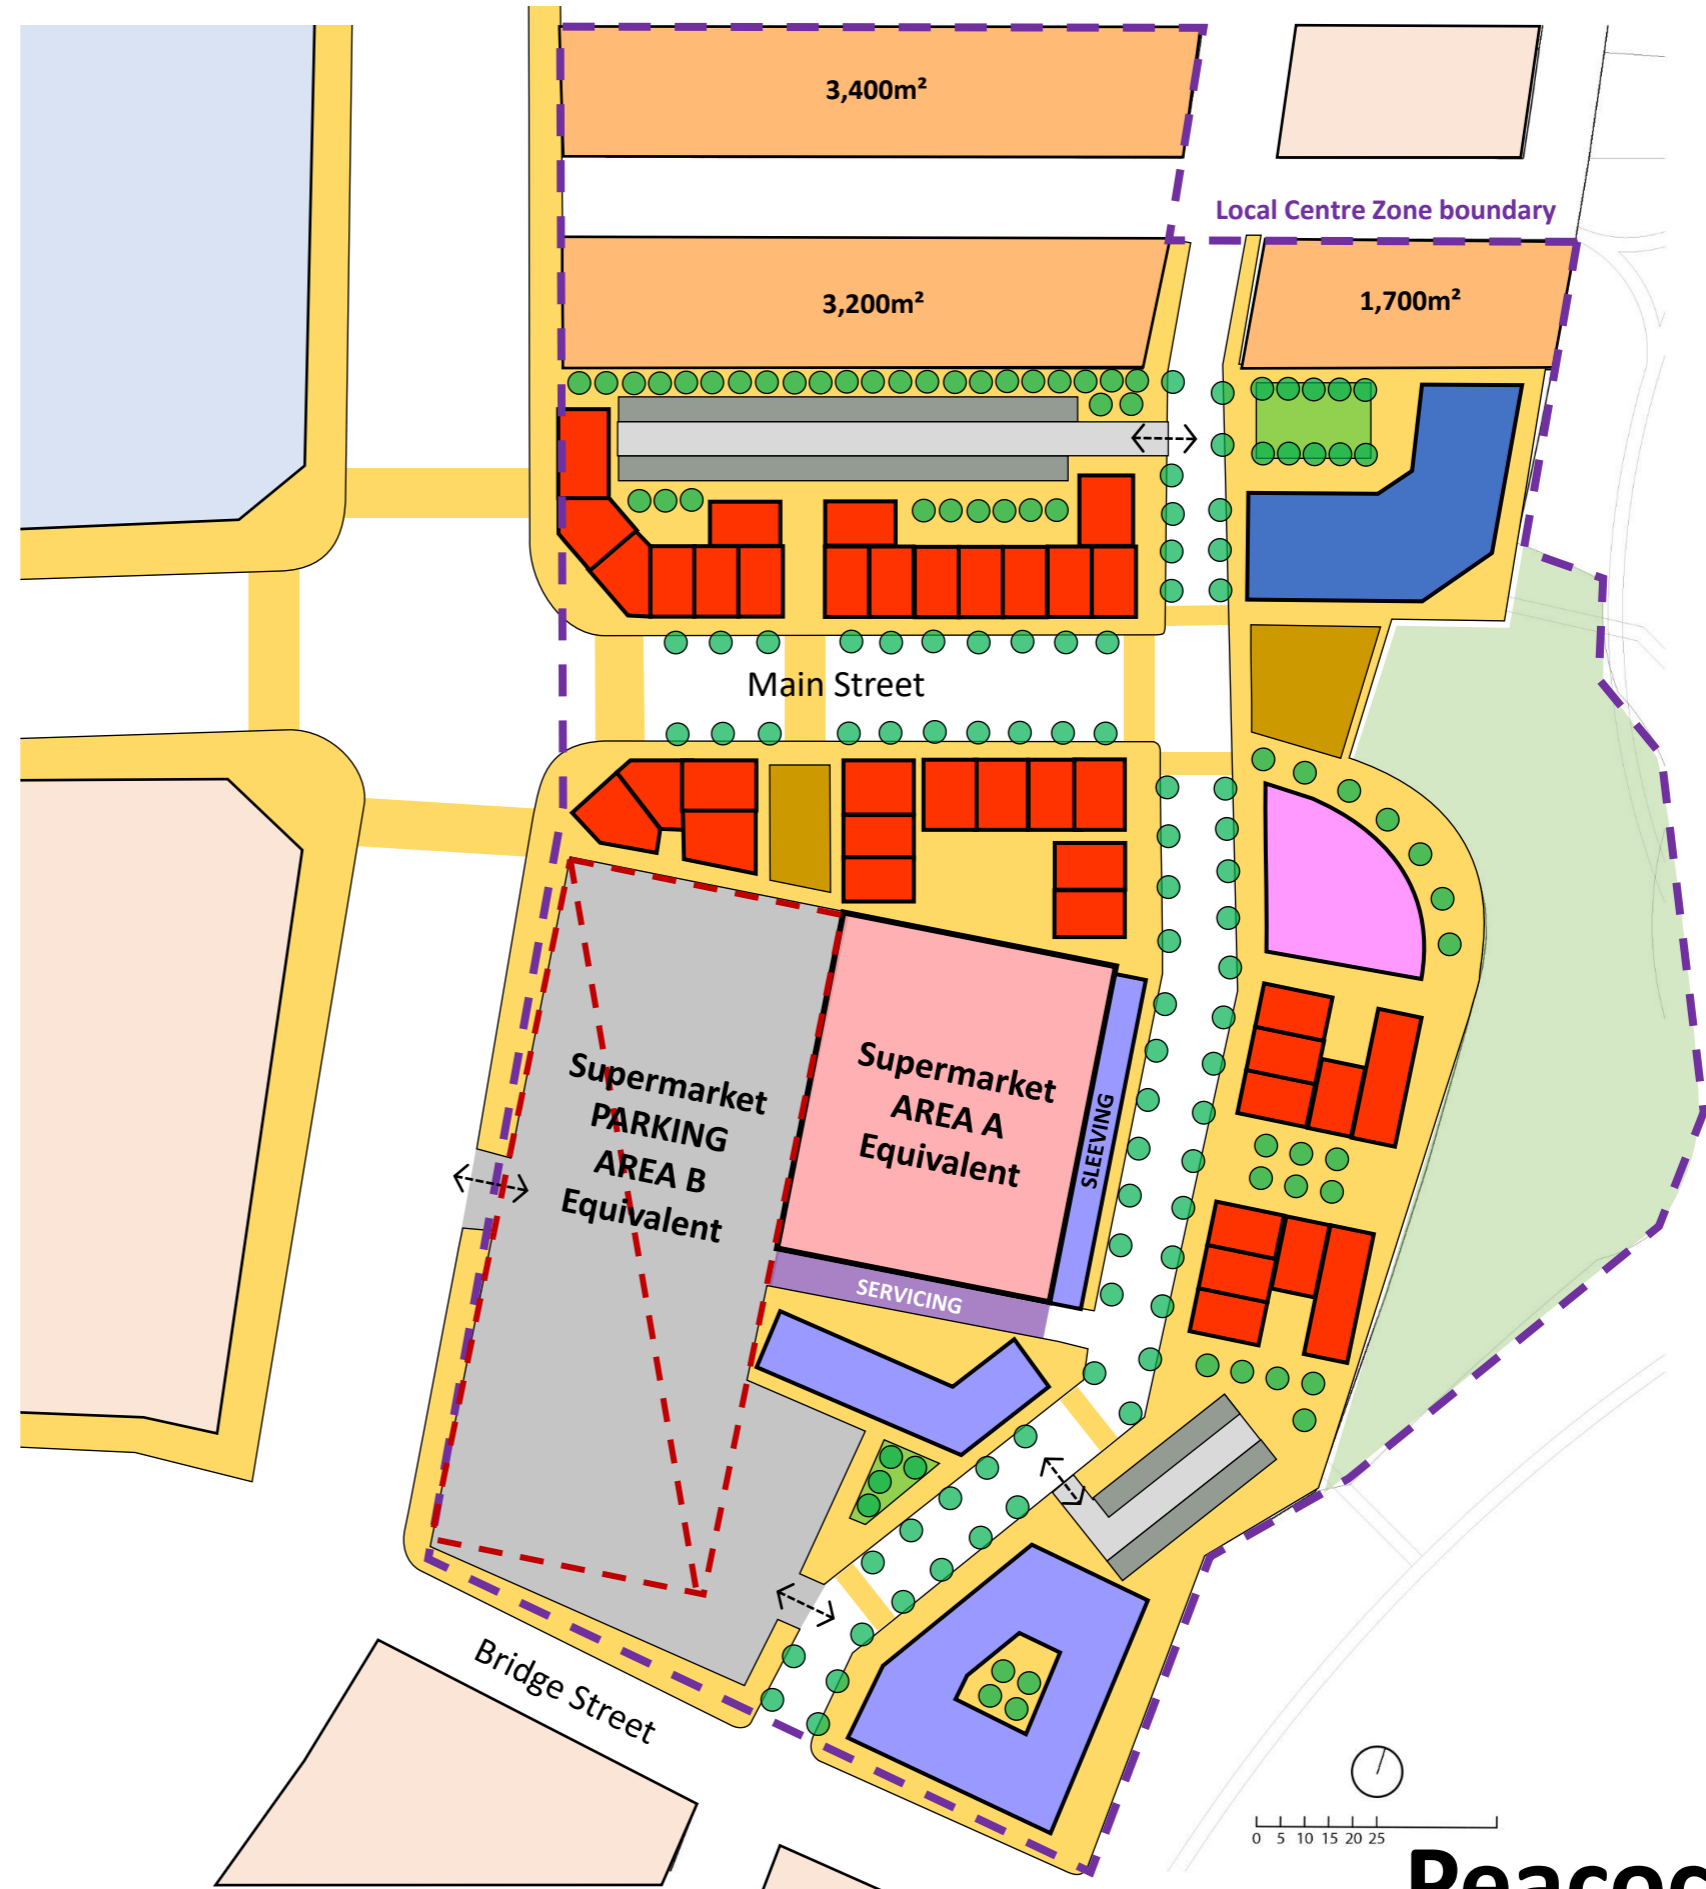 3,400m²
Local Centre Zone boundary
3,200m²
1,700m²
Main Street
Supermarket
PARKING
AREA B
Equivalent
Supermarket
AREA A
Equivalent
SLEEVING
SERVICING
Bridge Street
0 5 10 15 20 25
Peacoc